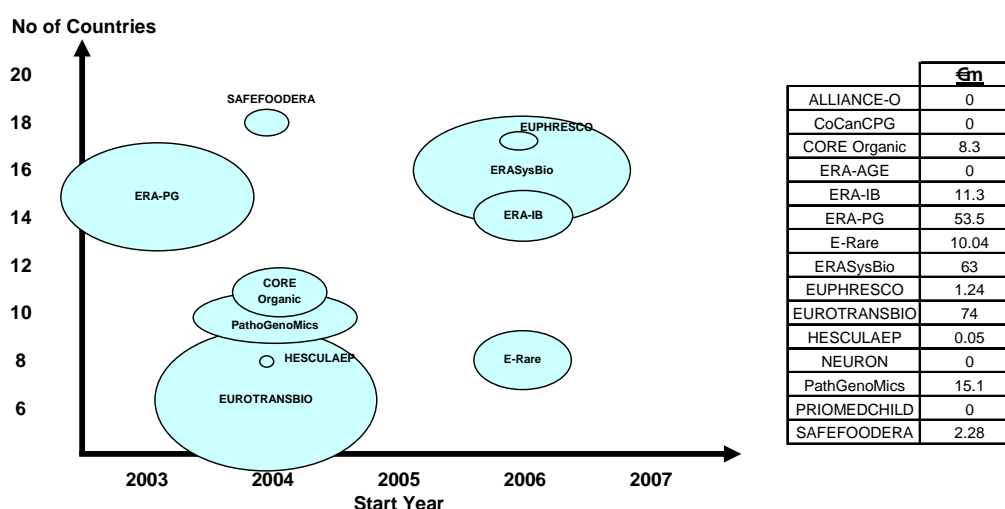 No of Countries
20
18
16
14
12
10
8
6
SAFEFOODERA
EUPHRESCO
ERASysBio
ERA-PG
ERA-IB
CORE
Organic
PathoGenoMics
HESCULAEP
E-Rare
EUROTRANSBIO
2003 2004 2005 2006 2007
Start Year
€m
ALLIANCE-O 0
CoCanCPG 0
CORE Organic 8.3
ERA-AGE 0
ERA-IB 11.3
ERA-PG 53.5
E-Rare 10.04
ERASysBio 63
EUPHRESCO 1.24
EUROTRANSBIO 74
HESCULAEP 0.05
NEURON 0
PathGenoMics 15.1
PRIOMEDCHILD 0
SAFEFOODERA 2.28